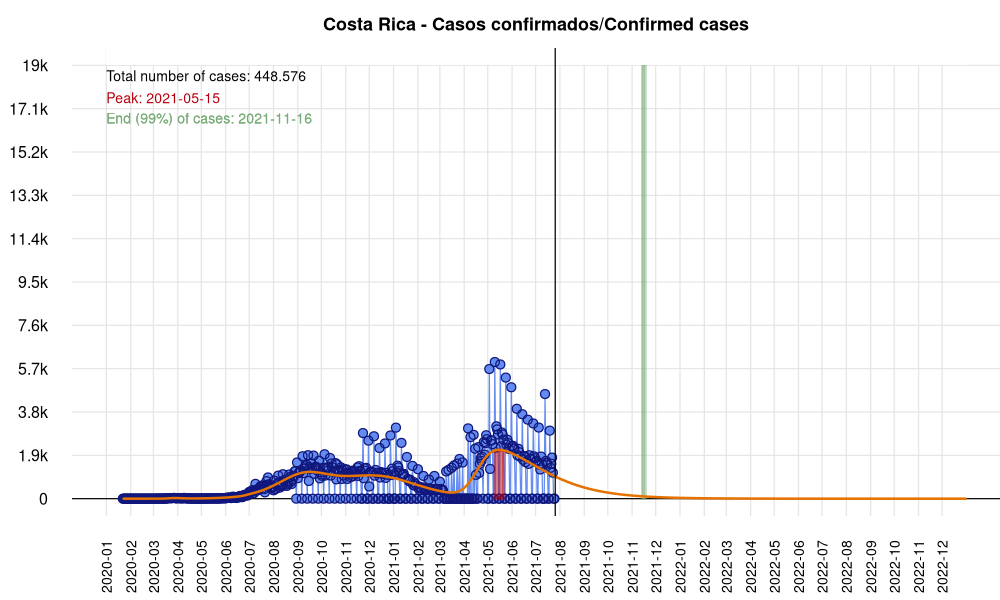 Costa Rica - Casos confirmados/Confirmed cases
Total number of cases: 448.576
Peak: 2021-05-15
End (99%) of cases: 2021-11-16
19k
17.1k
15.2k
13.3k
11.4k
9.5k
7.6k
5.7k
3.8k
1.9k
0
2020-01
2020-02
2020-03
2020-04
2020-05
2020-06
2020-07
2020-08
2020-09
2020-10
2020-11
2020-12
2021-01
2021-02
2021-03
2021-04
2021-05
2021-06
2021-07
2021-08
2021-09
2021-10
2021-11
2021-12
2022-01
2022-02
2022-03
2022-04
2022-05
2022-06
2022-07
2022-08
2022-09
2022-10
2022-11
2022-12